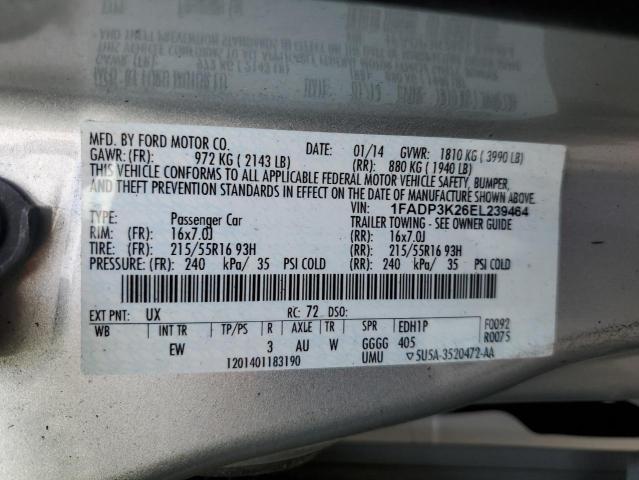 MFD. BY FORD MOTOR CO. DATE: 01/14 GVWR: 1810 KG ( 3990 LB)
GAWR: (FR): 972 KG ( 2143 LB) (RR): 880 KG ( 1940 LB)
THIS VEHICLE CONFORMS TO ALL APPLICABLE FEDERAL MOTOR VEHICLE SAFETY, BUMPER,
AND THEFT PREVENTION STANDARDS IN EFFECT ON THE DATE OF MANUFACTURE SHOWN ABOVE.
VIN: 1FADP3K26EL239464
TYPE: Passenger Car TRAILER TOWING - SEE OWNER GUIDE
RIM: (FR): 16x7.0J (RR): 16x7.0J
TIRE: (FR): 215/55R16 93H (RR): 215/55R16 93H
PRESSURE: (FR): 240 kPa/ 35 PSI COLD (RR): 240 kPa/ 35 PSI COLD
EXT PNT: UX RC: 72 DSO:
WB INT TR TP/PS R AXLE TR SPR EDH1P F0092
EW 3 AU W GGGG 405 R0075
1201401183190 UMU ▽5U5A-3520472-AA